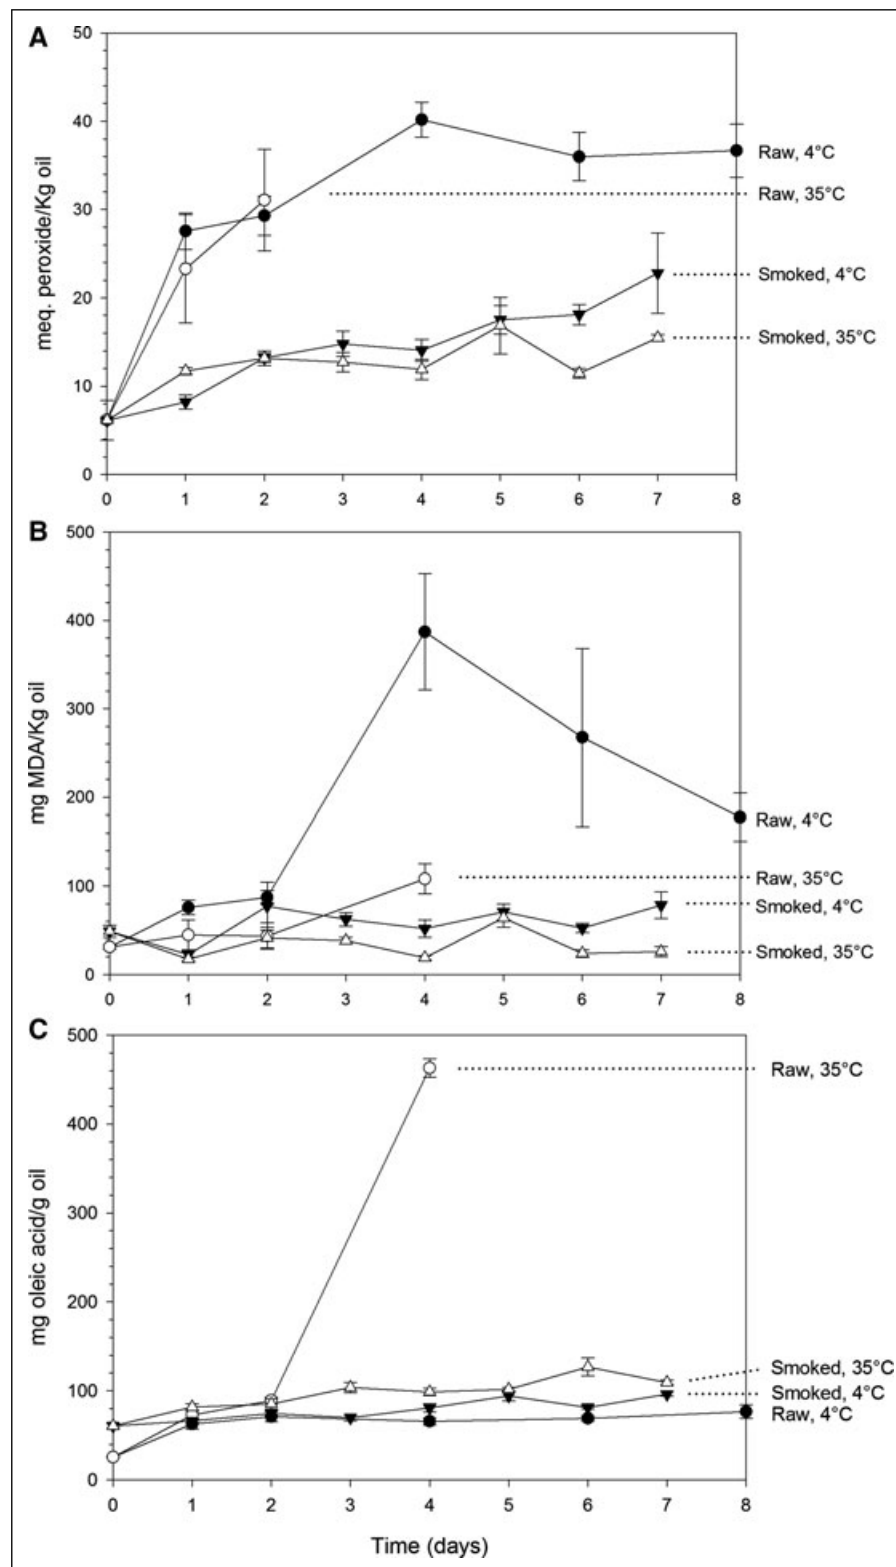 A
50
40
30
20
10
0
meq. peroxide/Kg oil
Raw, 4°C
Raw, 35°C
Smoked, 4°C
Smoked, 35°C
0 1 2 3 4 5 6 7 8
B
500
400
300
200
100
0
mg MDA/Kg oil
Raw, 4°C
Raw, 35°C
Smoked, 4°C
Smoked, 35°C
0 1 2 3 4 5 6 7 8
C
500
400
300
200
100
0
mg oleic acid/g oil
Raw, 35°C
Smoked, 35°C
Smoked, 4°C
Raw, 4°C
0 1 2 3 4 5 6 7 8
Time (days)